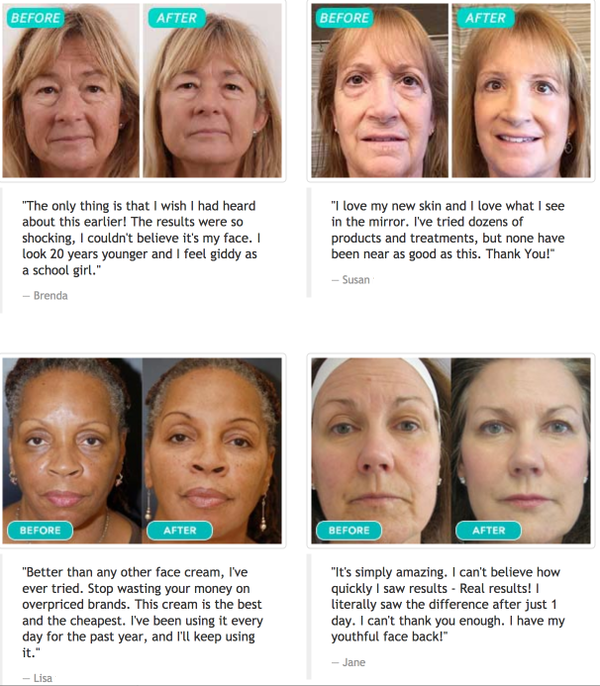 BEFORE AFTER
BEFORE AFTER
"The only thing is that I wish I had heard
about this earlier! The results were so
shocking, I couldn't believe it's my face. I
look 20 years younger and I feel giddy as
a school girl."
— Brenda
"I love my new skin and I love what I see
in the mirror. I've tried dozens of
products and treatments, but none have
been near as good as this. Thank You!"
— Susan
BEFORE AFTER
BEFORE AFTER
"Better than any other face cream, I've
ever tried. Stop wasting your money on
overpriced brands. This cream is the best
and the cheapest. I've been using it every
day for the past year, and I'll keep using
it."
— Lisa
"It's simply amazing. I can't believe how
quickly I saw results - Real results! I
literally saw the difference after just 1
day. I can't thank you enough. I have my
youthful face back!"
— Jane